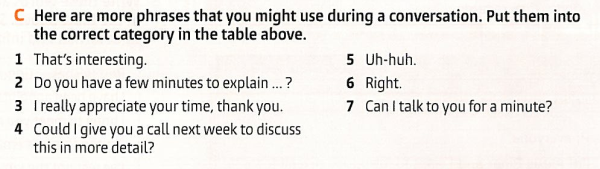 C Here are more phrases that you might use during a conversation. Put them into
the correct category in the table above.
1 That's interesting.
2 Do you have a few minutes to explain ... ?
3 I really appreciate your time, thank you.
4 Could I give you a call next week to discuss
this in more detail?
5 Uh-huh.
6 Right.
7 Can I talk to you for a minute?